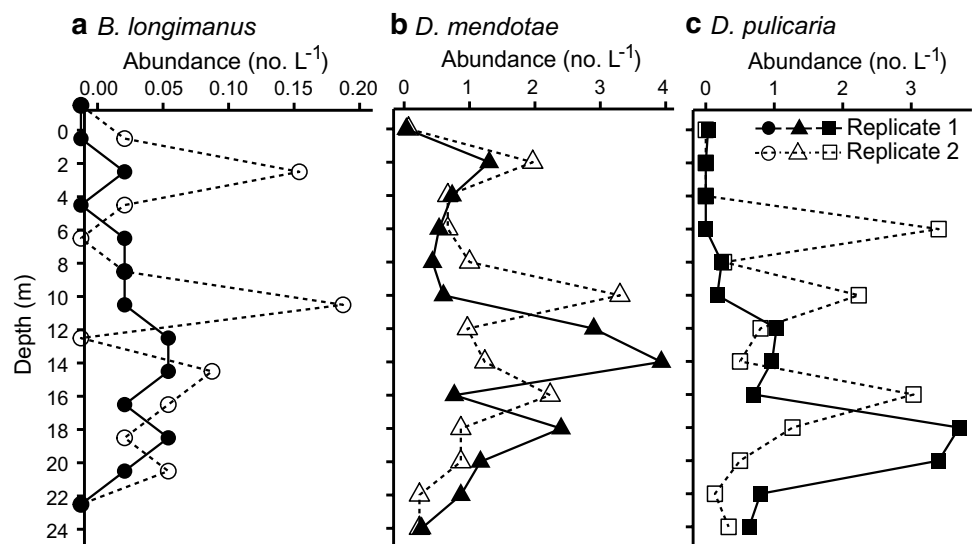 a B. longimanus
b D. mendotae
c D. pulicaria
Abundance (no. L⁻¹)
Abundance (no. L⁻¹)
Abundance (no. L⁻¹)
0.00 0.05 0.10 0.15 0.20
0 1 2 3 4
0 1 2 3
Replicate 1
Replicate 2
Depth (m)
0
2
4
6
8
10
12
14
16
18
20
22
24